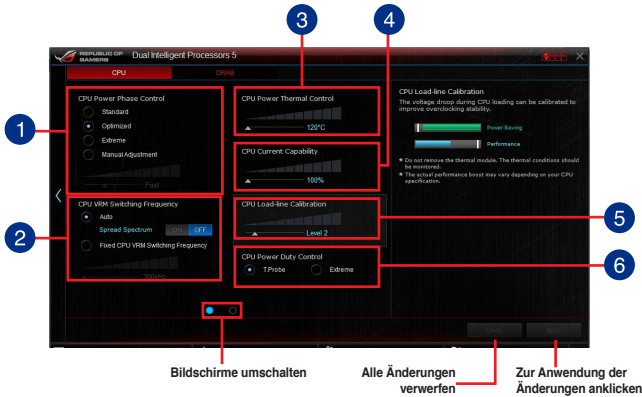 3
4
REPUBLIC OF
GAMERS
Dual Intelligent Processors 5
CPU
DRAM
1
CPU Power Phase Control
Standard
Optimized
Extreme
Manual Adjustment
Fast
2
CPU VRM Switching Frequency
Auto
Spread Spectrum ON OFF
Fixed CPU VRM Switching Frequency
300kHz
CPU Power Thermal Control
120°C
CPU Current Capability
100%
CPU Load-line Calibration
Level 2
5
CPU Power Duty Control
T.Probe
Extreme
6
CPU Load-line Calibration
The voltage droop during CPU loading can be calibrated to
improve overclocking stability.
Power Saving
Performance
* Do not remove the thermal module. The thermal conditions should
be monitored.
* The actual performance boost may vary depending on your CPU
specification.
Undo
Apply
Bildschirme umschalten
Alle Änderungen
verwerfen
Zur Anwendung der
Änderungen anklicken